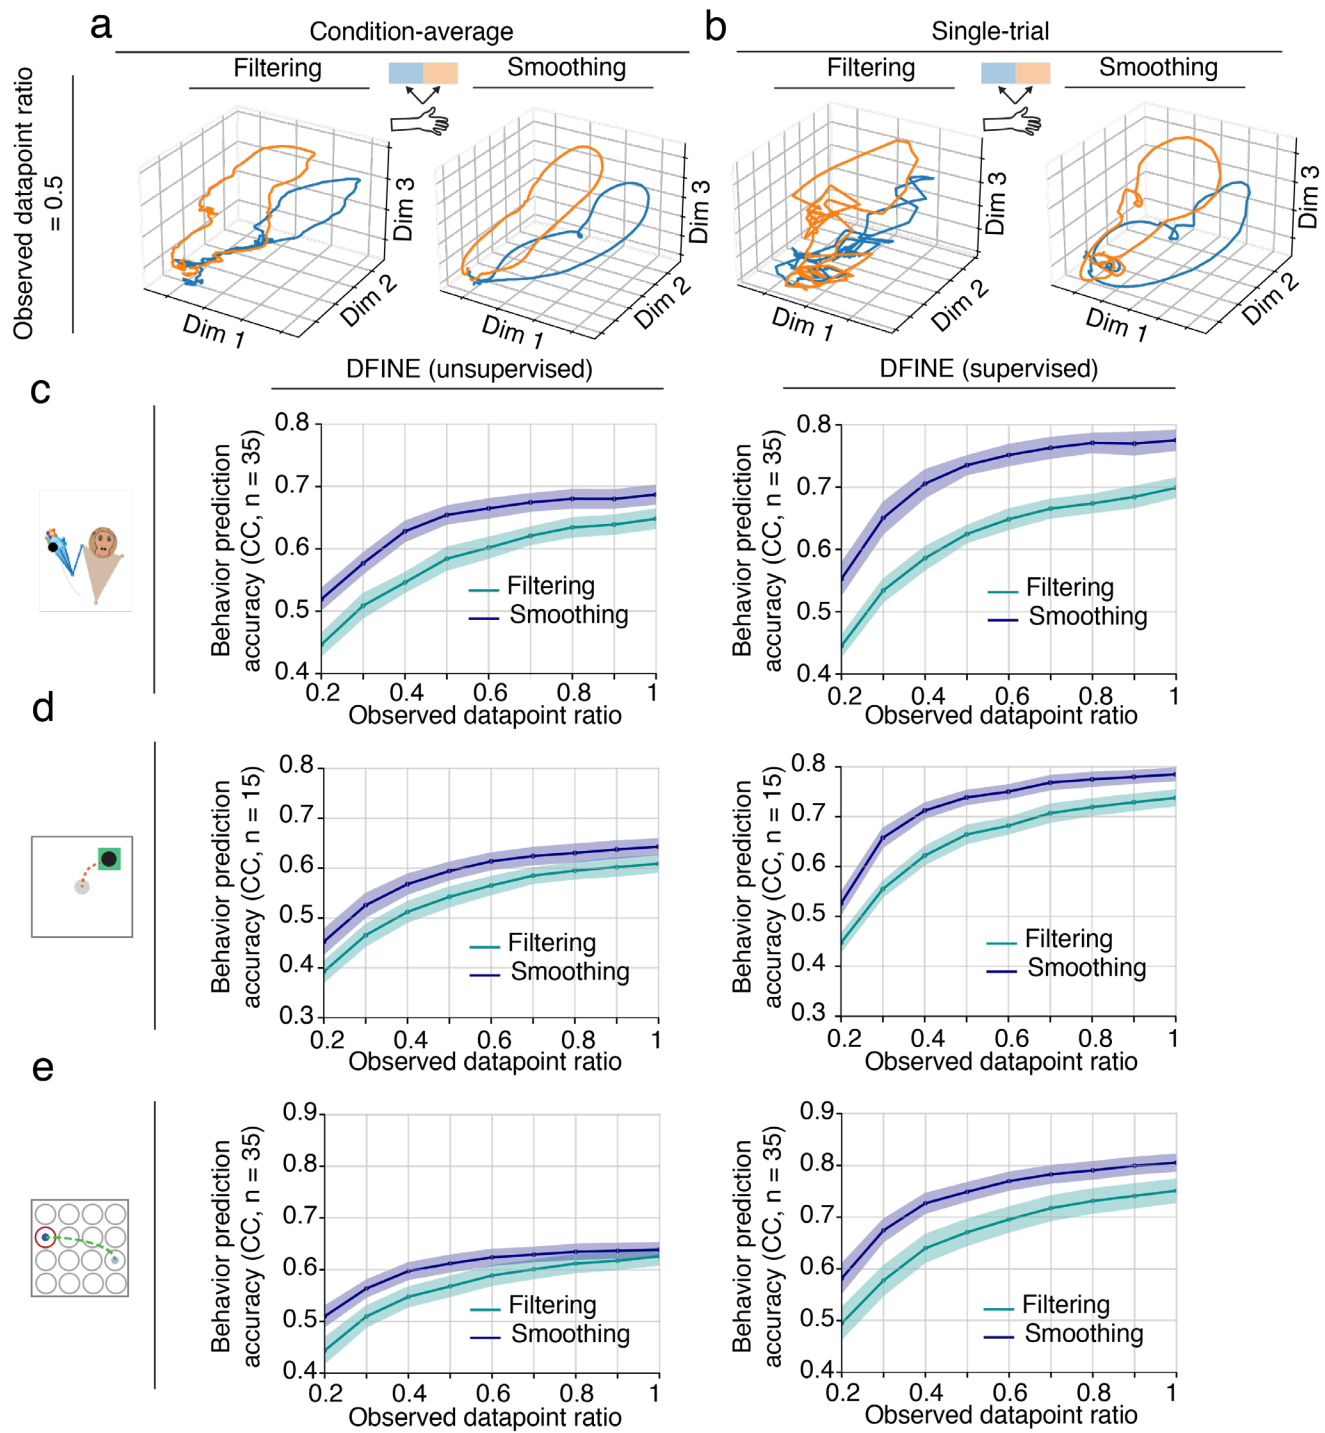 a
Condition-average
Filtering
Smoothing
Observed datapoint ratio
= 0.5
Dim 1
Dim 2
Dim 3
Dim 1
Dim 2
Dim 3
b
Single-trial
Filtering
Smoothing
Dim 1
Dim 2
Dim 3
Dim 1
Dim 2
Dim 3
DFINE (unsupervised)
DFINE (supervised)
c
Behavior prediction
accuracy (CC, n = 35)
0.8
0.7
0.6
0.5
0.4
Filtering
Smoothing
0.2 0.4 0.6 0.8 1
Observed datapoint ratio
Behavior prediction
accuracy (CC, n = 35)
0.8
0.7
0.6
0.5
0.4
Filtering
Smoothing
0.2 0.4 0.6 0.8 1
Observed datapoint ratio
d
Behavior prediction
accuracy (CC, n = 15)
0.8
0.7
0.6
0.5
0.4
0.3
Filtering
Smoothing
0.2 0.4 0.6 0.8 1
Observed datapoint ratio
Behavior prediction
accuracy (CC, n = 15)
0.8
0.7
0.6
0.5
0.4
0.3
Filtering
Smoothing
0.2 0.4 0.6 0.8 1
Observed datapoint ratio
e
Behavior prediction
accuracy (CC, n = 35)
0.9
0.8
0.7
0.6
0.5
0.4
Filtering
Smoothing
0.2 0.4 0.6 0.8 1
Observed datapoint ratio
Behavior prediction
accuracy (CC, n = 35)
0.9
0.8
0.7
0.6
0.5
0.4
Filtering
Smoothing
0.2 0.4 0.6 0.8 1
Observed datapoint ratio